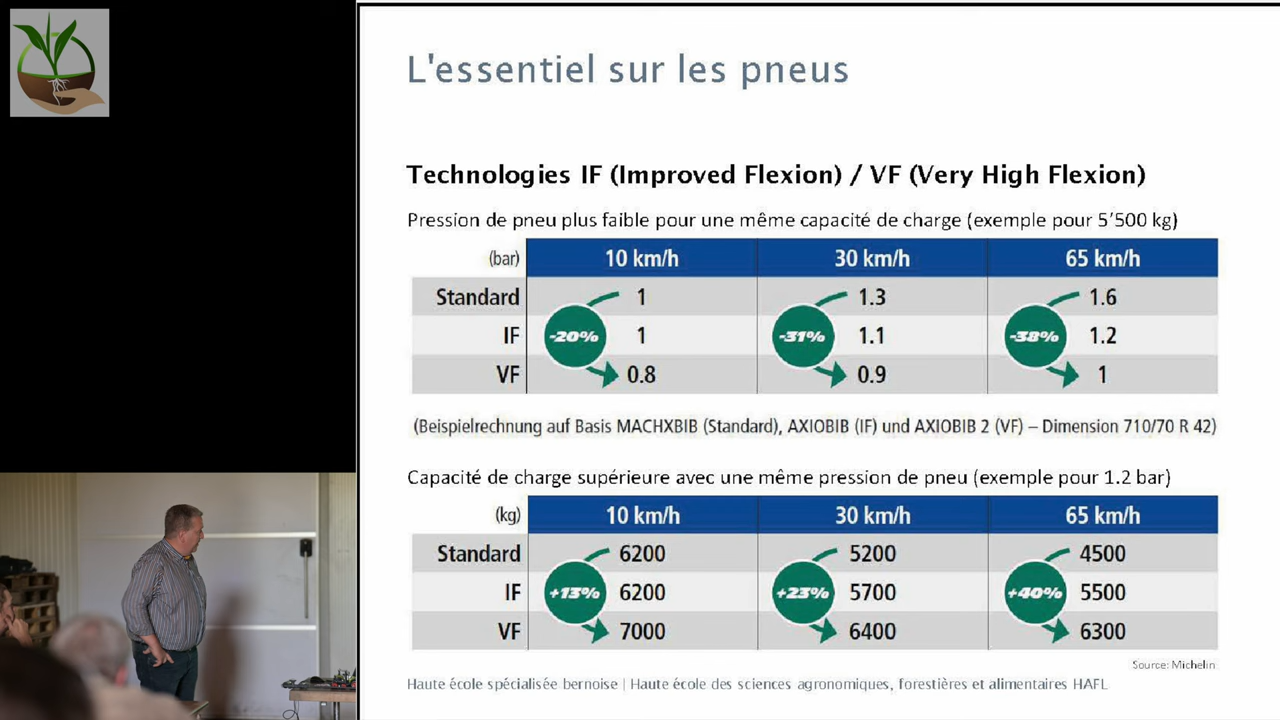 L'essentiel sur les pneus
Technologies IF (Improved Flexion) / VF (Very High Flexion)
Pression de pneu plus faible pour une même capacité de charge (exemple pour 5'500 kg)
(bar) 10 km/h 30 km/h 65 km/h
Standard 1 1.3 1.6
IF -20% 1 -31% 1.1 -38% 1.2
VF 0.8 0.9 1
(Beispielrechnung auf Basis MACHXBIB (Standard), AXIOBIB (IF) und AXIOBIB 2 (VF) – Dimension 710/70 R 42)
Capacité de charge supérieure avec une même pression de pneu (exemple pour 1.2 bar)
(kg) 10 km/h 30 km/h 65 km/h
Standard 6200 5200 4500
IF +13% 6200 +23% 5700 +40% 5500
VF 7000 6400 6300
Source: Michelin
Haute école spécialisée bernoise | Haute école des sciences agronomiques, forestières et alimentaires HAFL